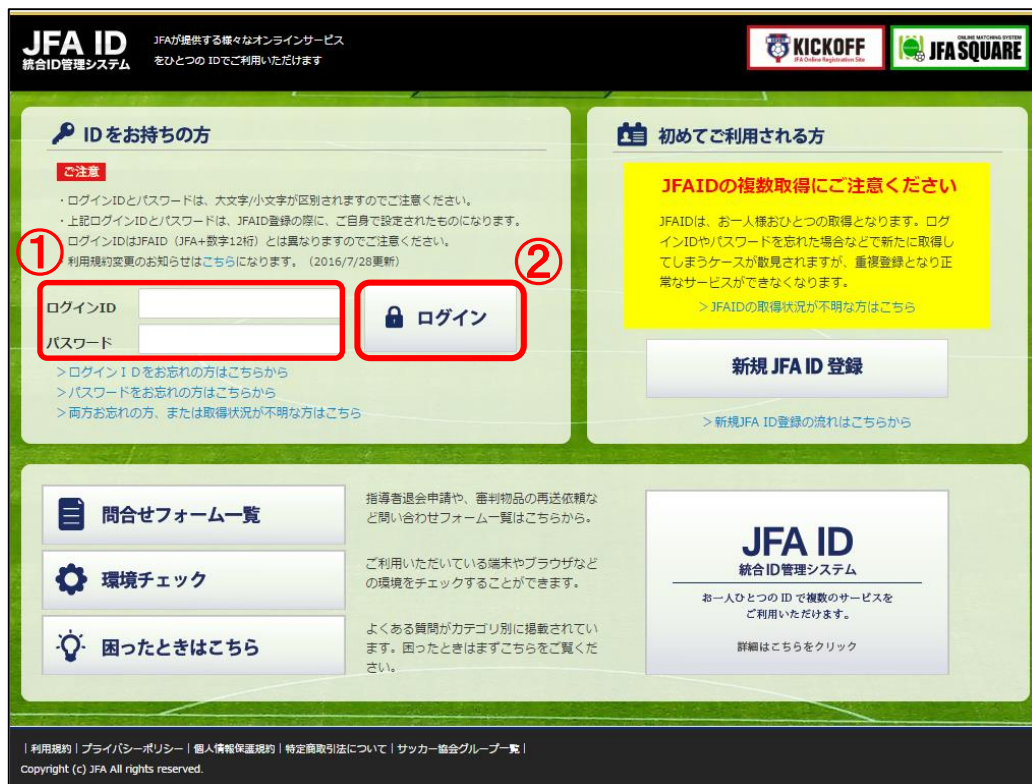 JFA ID
統合ID管理システム
JFAが提供する様々なオンラインサービス
をひとつの IDでご利用いただけます
KICKOFF
JFA Online Registration Site
ONLINE MATCHING SYSTEM
JFA SQUARE
IDをお持ちの方
ご注意
・ログインIDとパスワードは、大文字/小文字が区別されますのでご注意ください。
・上記ログインIDとパスワードは、JFAID登録の際に、ご自身で設定されたものになります。
ログインIDはJFAID（JFA+数字12桁）とは異なりますのでご注意ください。
・利用規約変更のお知らせはこちらになります。（2016/7/28更新）
①
②
ログインID
パスワード
ログイン
＞ログインＩＤをお忘れの方はこちらから
＞パスワードをお忘れの方はこちらから
＞両方お忘れの方、または取得状況が不明な方はこちら
初めてご利用される方
JFAIDの複数取得にご注意ください
JFAIDは、お一人様おひとつの取得となります。ログ
インIDやパスワードを忘れた場合などで新たに取得し
てしまうケースが散見されますが、重複登録となり正
常なサービスができなくなります。
＞JFAIDの取得状況が不明な方はこちら
新規 JFA ID 登録
＞新規JFA ID登録の流れはこちらから
問合せフォーム一覧
指導者退会申請や、審判物品の再送依頼な
ど問い合わせフォーム一覧はこちらから。
環境チェック
ご利用いただいている端末やブラウザなど
の環境をチェックすることができます。
困ったときはこちら
よくある質問がカテゴリ別に掲載されてい
ます。困ったときはまずこちらをご覧くだ
さい。
JFA ID
統合ID管理システム
お一人ひとつの ID で複数のサービスを
ご利用いただけます。
詳細はこちらをクリック
｜利用規約｜プライバシーポリシー｜個人情報保護規約｜特定商取引法について｜サッカー協会グループ一覧｜
Copyright (c) JFA All rights reserved.